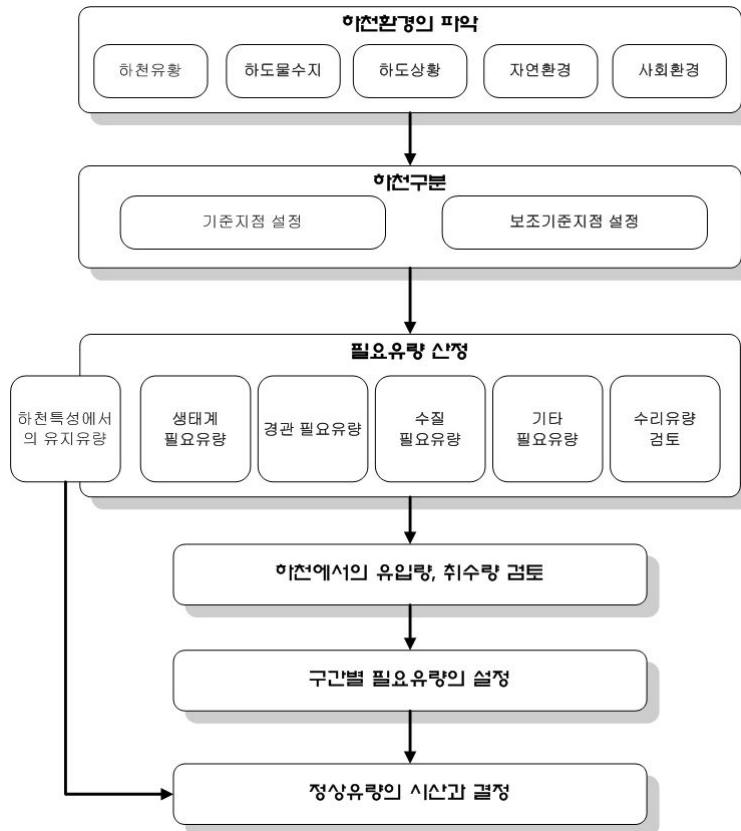 하천환경의 파악
하천유황
하도물수지
하도상황
자연환경
사회환경
하천구분
기준지점 설정
보조기준지점 설정
필요유량 산정
하천특성에서
의 유지유량
생태계
필요유량
경관 필요유량
수질
필요유량
기타
필요유량
수리유량
검토
하천에서의 유입량, 취수량 검토
구간별 필요유량의 설정
정상유량의 시산과 결정